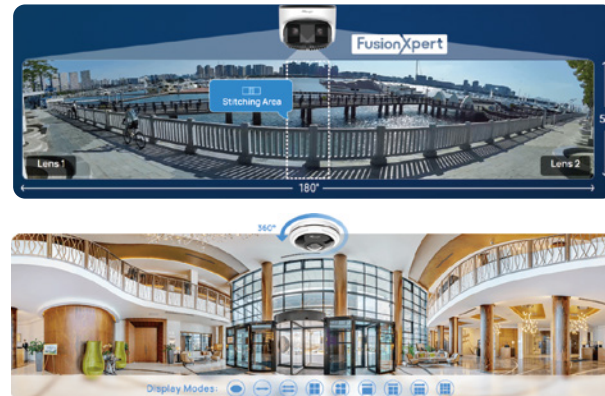 FusionXpert
Stitching Area
Lens 1
Lens 2
180°
360°
Display Modes: